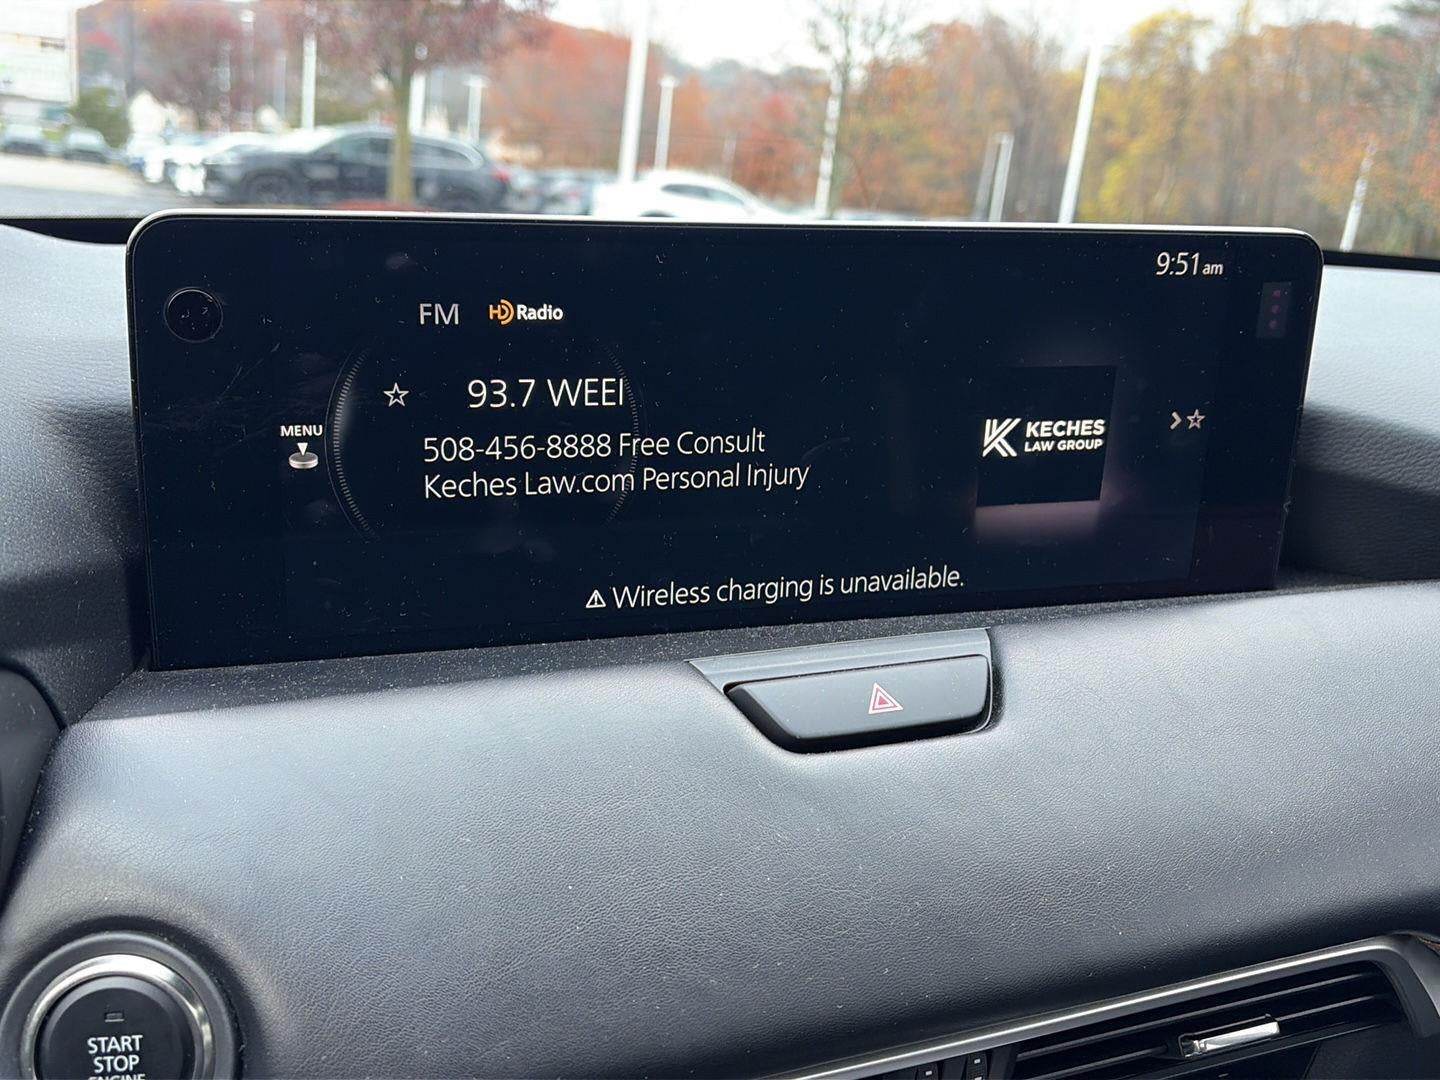 9:51 am
FM HD Radio
93.7 WEEI
MENU
508-456-8888 Free Consult
Keches Law.com Personal Injury
KECHES
LAW GROUP
Wireless charging is unavailable.
START
STOP
ENGINE